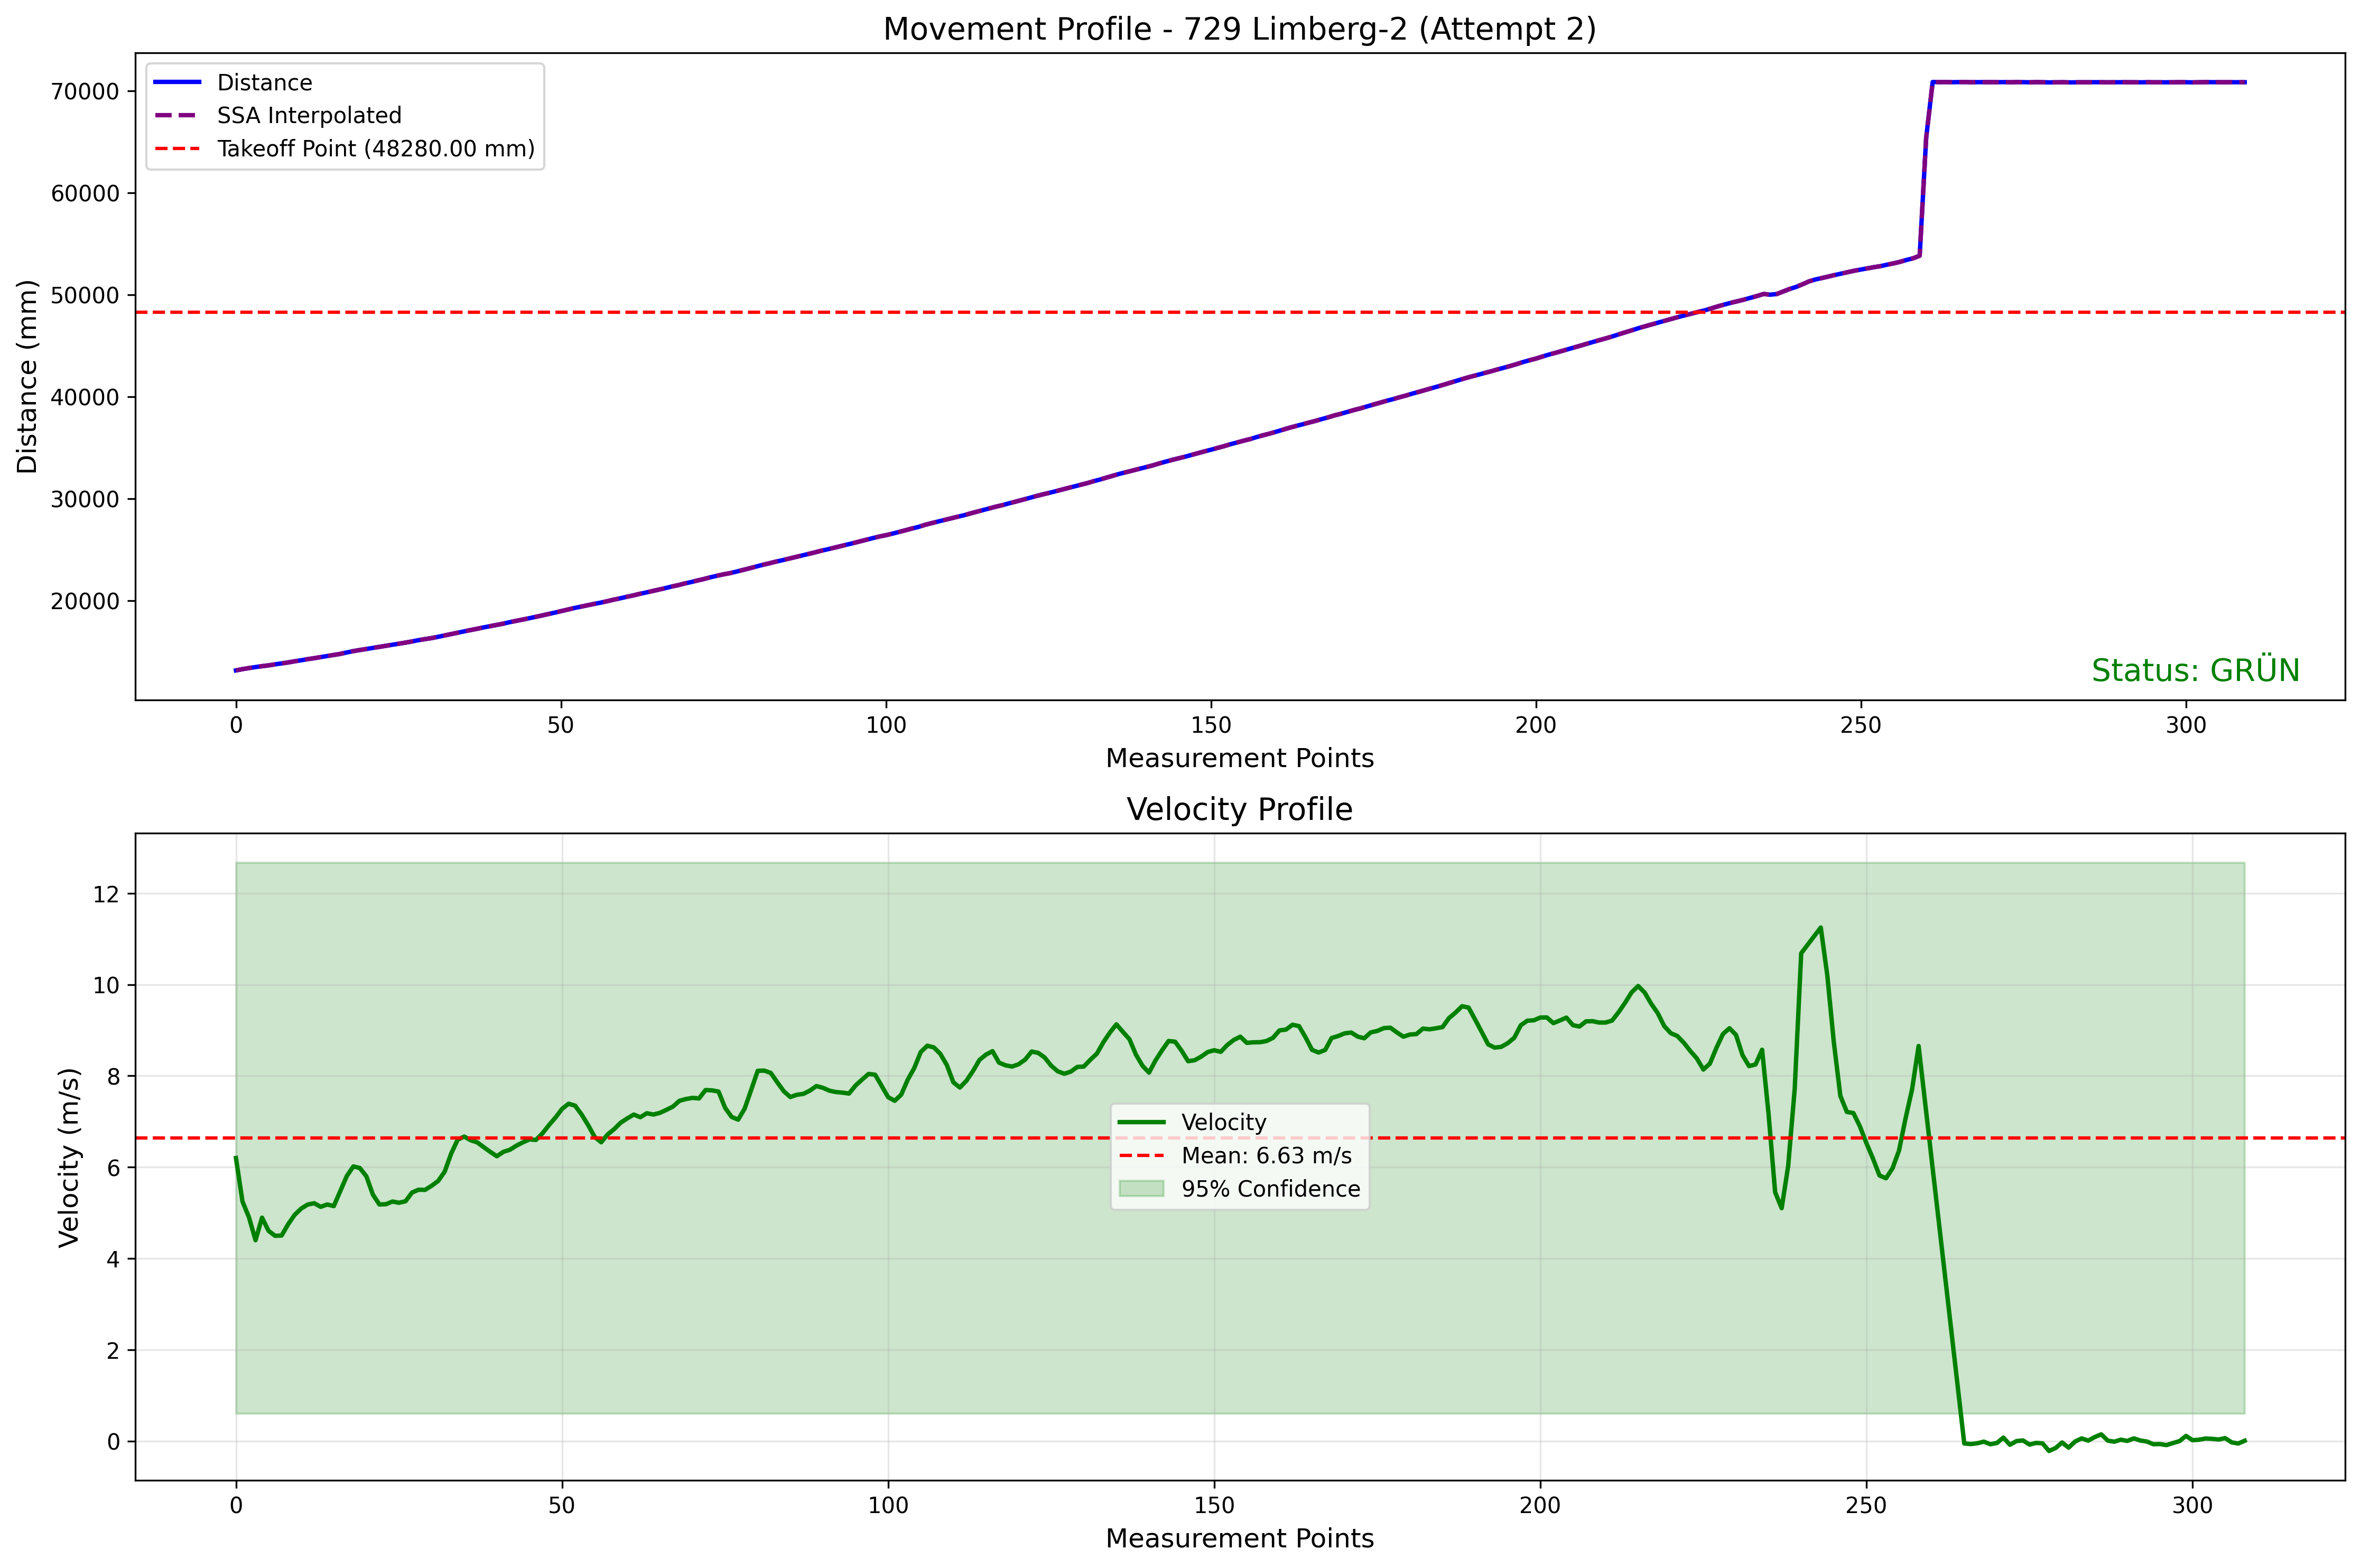 Movement Profile - 729 Limberg-2 (Attempt 2)
Distance
SSA Interpolated
Takeoff Point (48280.00 mm)
Distance (mm)
70000
60000
50000
40000
30000
20000
Status: GRÜN
0 50 100 150 200 250 300
Measurement Points
Velocity Profile
Velocity (m/s)
12
10
8
6
4
2
0
Velocity
Mean: 6.63 m/s
95% Confidence
0 50 100 150 200 250 300
Measurement Points